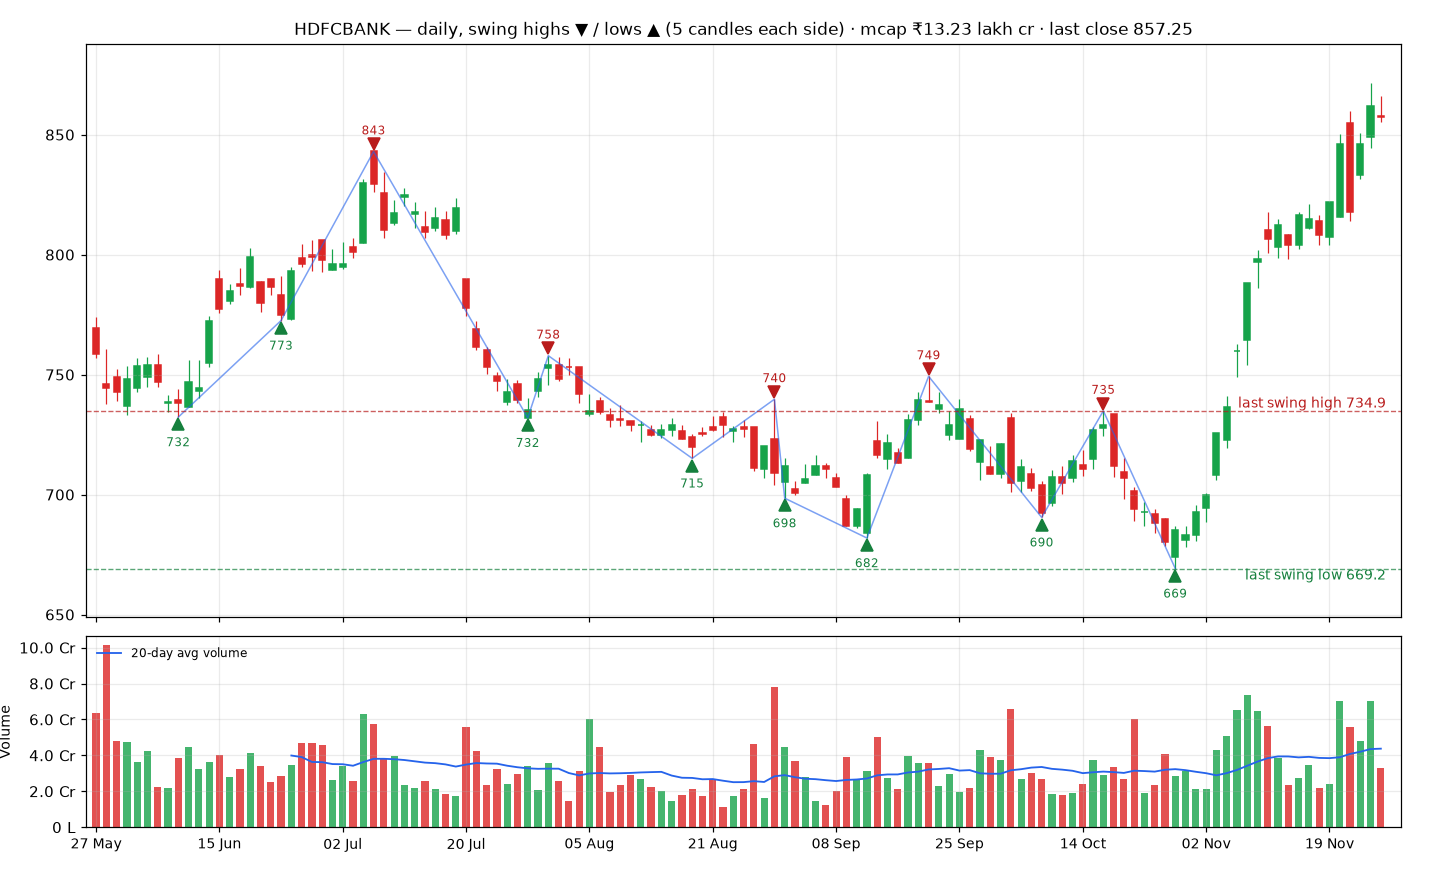 HDFCBANK — daily, swing highs ▼ / lows ▲ (5 candles each side) · mcap ₹13.23 lakh cr · last close 857.25
850
800
750
700
650
843
773
732
758
732
715
740
698
682
749
690
735
669
last swing high 734.9
last swing low 669.2
10.0 Cr
8.0 Cr
6.0 Cr
4.0 Cr
2.0 Cr
0 L
Volume
20-day avg volume
27 May
15 Jun
02 Jul
20 Jul
05 Aug
21 Aug
08 Sep
25 Sep
14 Oct
02 Nov
19 Nov